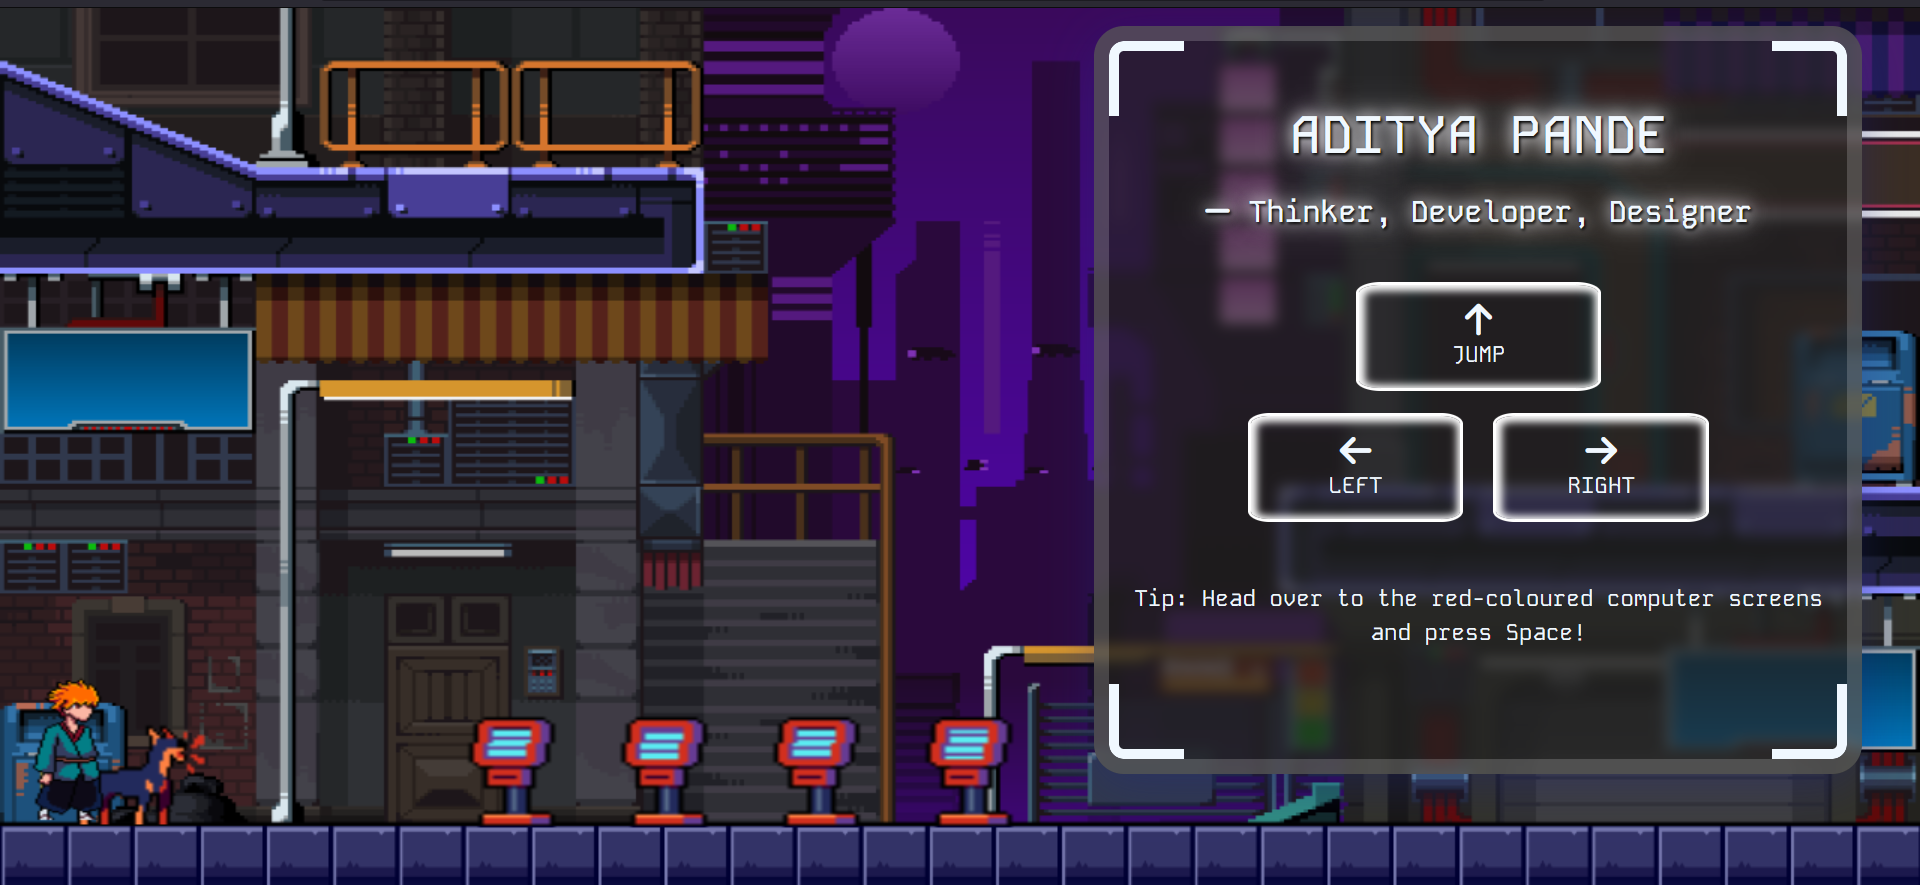 ADITYA PANDE
— Thinker, Developer, Designer
↑
JUMP
←
LEFT
→
RIGHT
Tip: Head over to the red-coloured computer screens
and press Space!